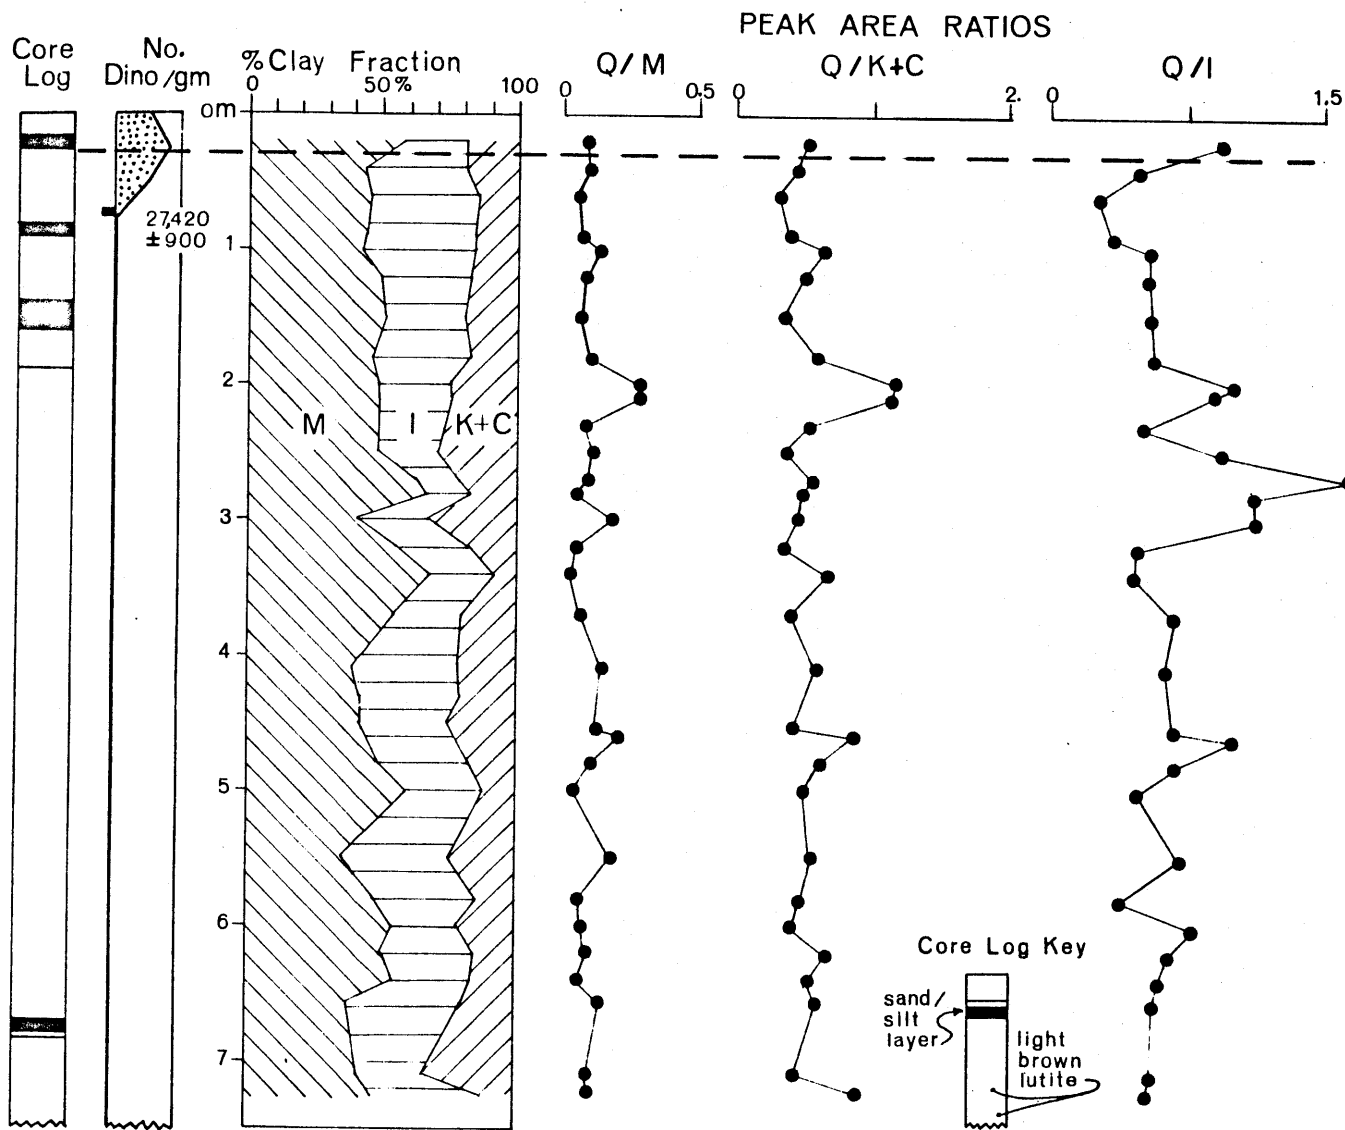 PEAK AREA RATIOS
Core Log
No. Dino/gm
% Clay Fraction
0 50% 100
Q/M
0 0.5
Q/K+C
0 2.
Q/I
0 1.5
om
1
2
3
4
5
6
7
27,420
±900
M
I
K+C
Core Log Key
sand/
silt
layer
light
brown
lutite